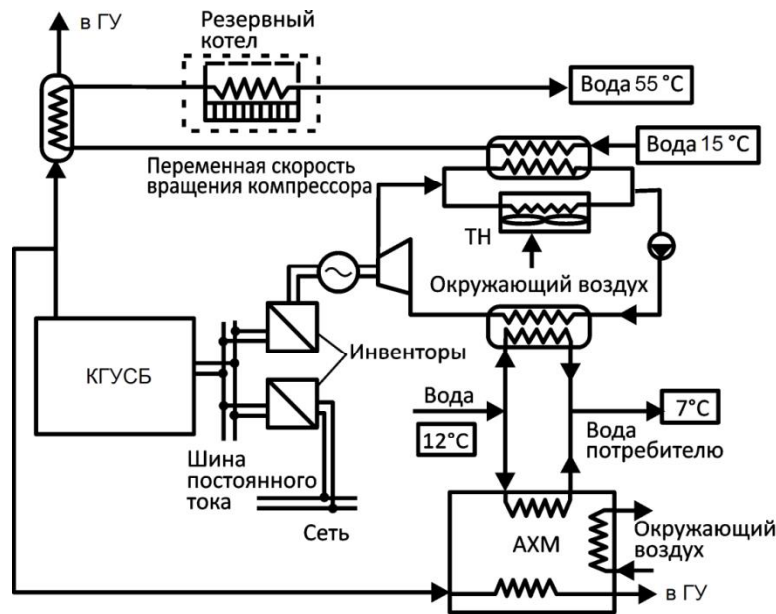 в ГУ
Резервный
котел
Вода 55 °С
Вода 15 °С
Переменная скорость
вращения компрессора
ТН
Окружающий воздух
КГУСБ
Инвенторы
Вода
12°С
7°С
Вода
потребителю
Шина
постоянного
тока
Сеть
АХМ
Окружающий
воздух
в ГУ